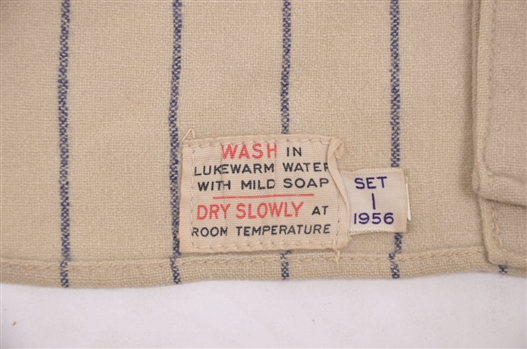 WASH IN
LUKEWARM WATER
WITH MILD SOAP
DRY SLOWLY AT
ROOM TEMPERATURE
SET
1
1956